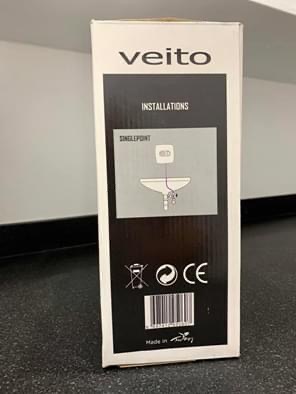 veito
INSTALLATIONS
SINGLEPOINT
CE
Made in